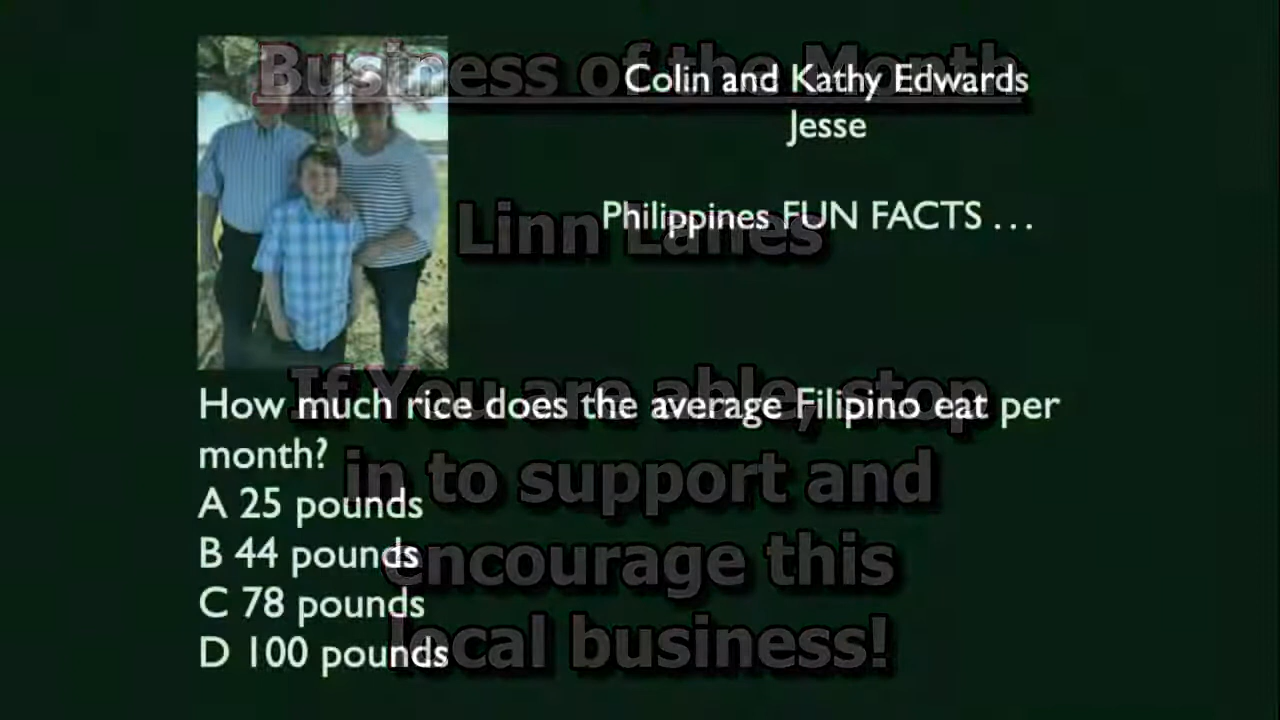 Business of the Month
Linn Lanes
If You are able, stop
in to support and
encourage this
local business!
Colin and Kathy Edwards
Jesse
Philippines FUN FACTS ...
How much rice does the average Filipino eat per
month?
A 25 pounds
B 44 pounds
C 78 pounds
D 100 pounds